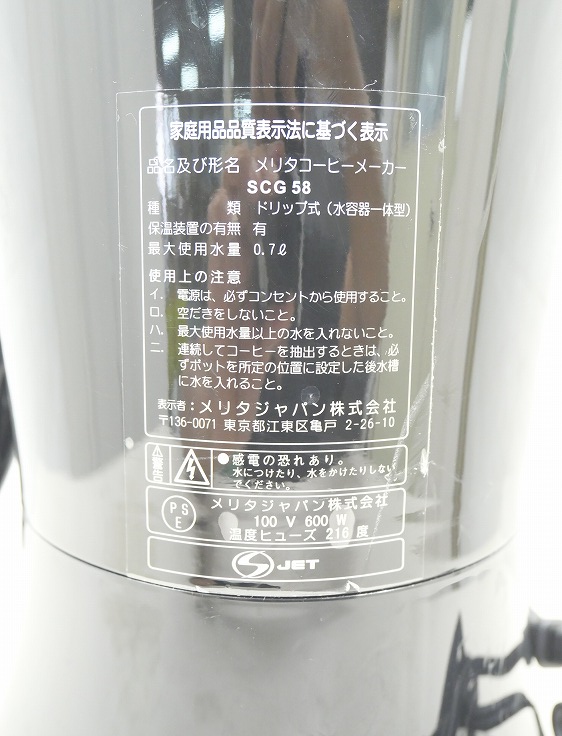 家庭用品品質表示法に基づく表示
品名及び形名 メリタコーヒーメーカー
SCG 58
種類 ドリップ式（水容器一体型）
保温装置の有無 有
最大使用水量 0.7ℓ
使用上の注意
イ. 電源は、必ずコンセントから使用すること。
ロ. 空だきをしないこと。
ハ. 最大使用水量以上の水を入れないこと。
ニ. 連続してコーヒーを抽出するときは、必
ずポットを所定の位置に設定した後水槽
に水を入れること。
表示者：メリタジャパン株式会社
〒136-0071 東京都江東区亀戸 2-26-10
警告
●感電の恐れあり。
水につけたり、水をかけたりしない
でください。
PSE
メリタジャパン株式会社
100 V 600 W
温度ヒューズ 216 度
JET